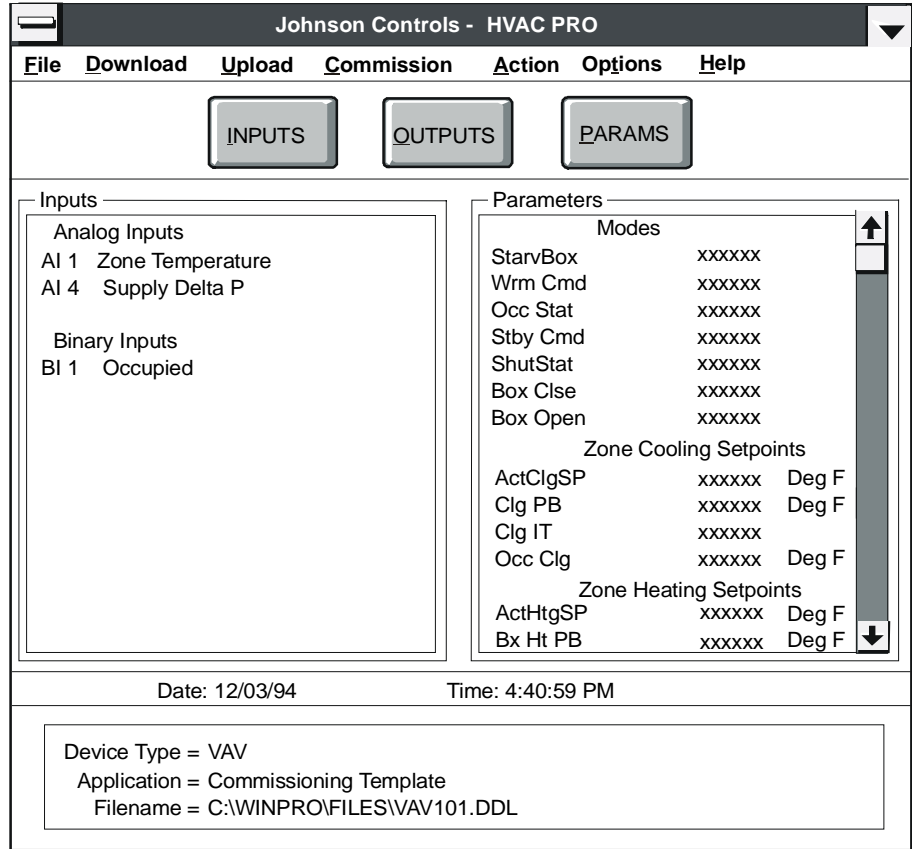 Johnson Controls - HVAC PRO
File Download Upload Commission Action Options Help
INPUTS OUTPUTS PARAMS
Inputs
Analog Inputs
AI 1 Zone Temperature
AI 4 Supply Delta P
Binary Inputs
BI 1 Occupied
Parameters
Modes
StarvBox xxxxxx
Wrm Cmd xxxxxx
Occ Stat xxxxxx
Stby Cmd xxxxxx
ShutStat xxxxxx
Box Clse xxxxxx
Box Open xxxxxx
Zone Cooling Setpoints
ActClgSP xxxxxx Deg F
Clg PB xxxxxx Deg F
Clg IT xxxxxx
Occ Clg xxxxxx Deg F
Zone Heating Setpoints
ActHtgSP xxxxxx Deg F
Bx Ht PB xxxxxx Deg F
Date: 12/03/94 Time: 4:40:59 PM
Device Type = VAV
Application = Commissioning Template
Filename = C:\WINPRO\FILES\VAV101.DDL